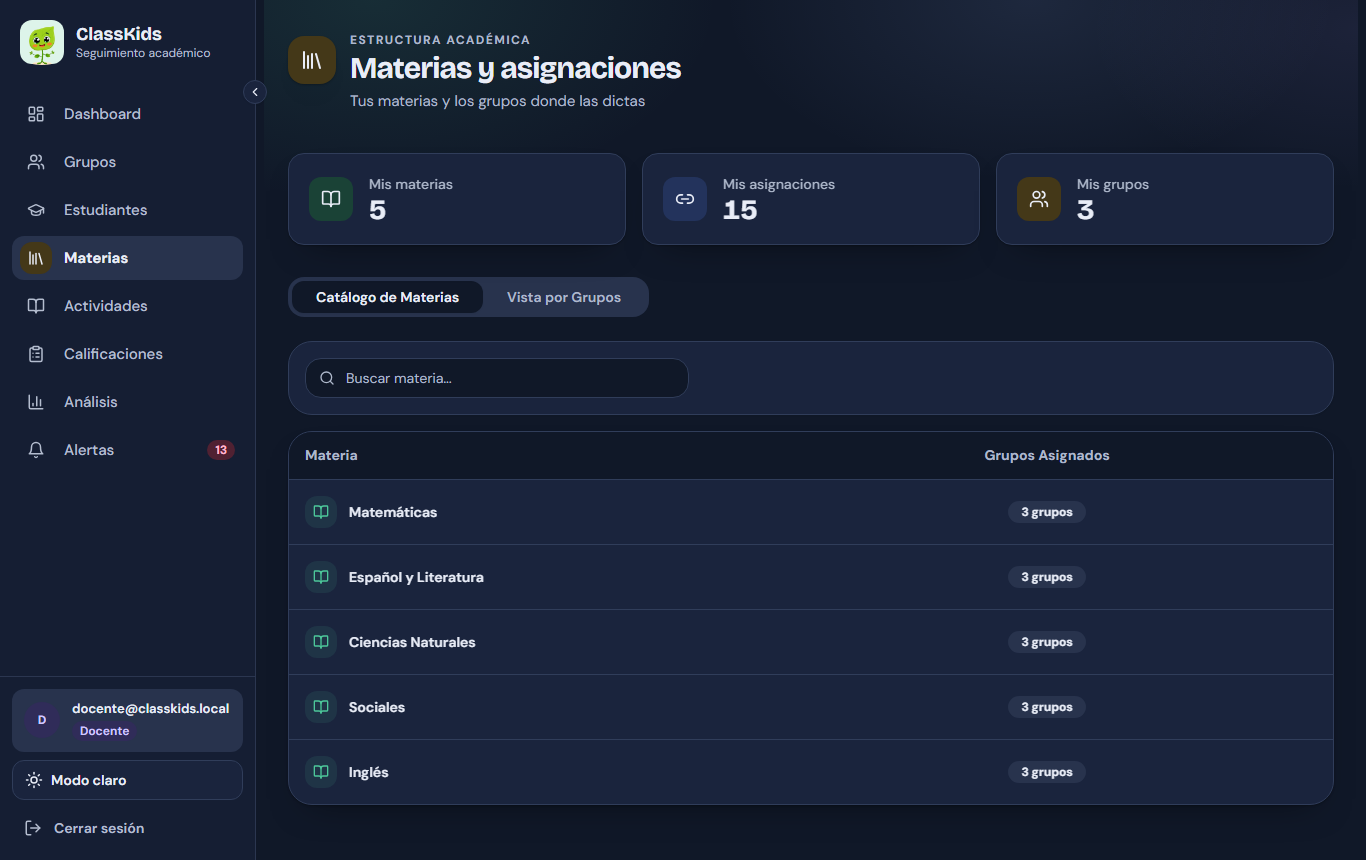 ClassKids
Seguimiento académico
Dashboard
Grupos
Estudiantes
Materias
Actividades
Calificaciones
Análisis
Alertas 13
D
docente@classkids.local
Docente
Modo claro
Cerrar sesión
ESTRUCTURA ACADÉMICA
Materias y asignaciones
Tus materias y los grupos donde las dictas
Mis materias
5
Mis asignaciones
15
Mis grupos
3
Catálogo de Materias Vista por Grupos
Buscar materia...
Materia Grupos Asignados
Matemáticas 3 grupos
Español y Literatura 3 grupos
Ciencias Naturales 3 grupos
Sociales 3 grupos
Inglés 3 grupos